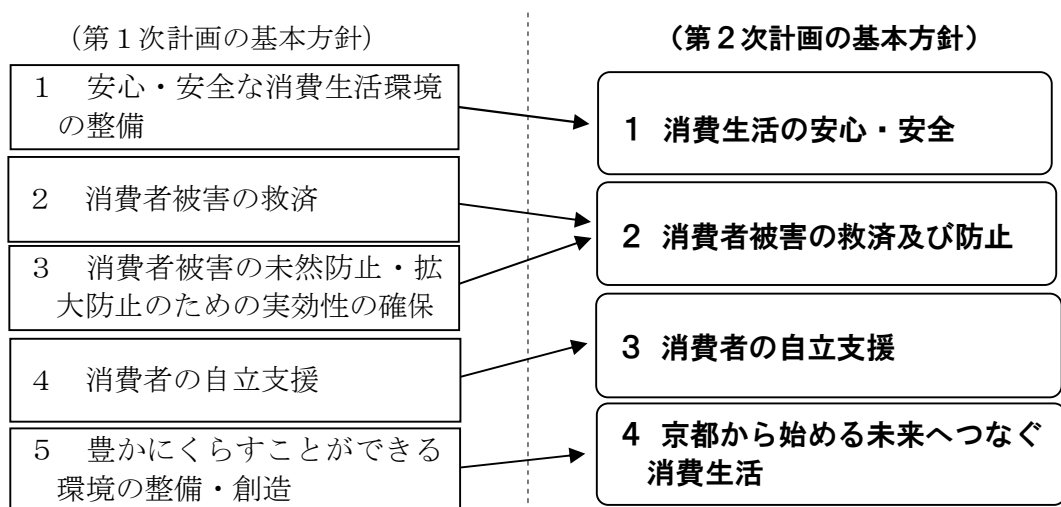 （第１次計画の基本方針）
１　安心・安全な消費生活環境
の整備
２　消費者被害の救済
３　消費者被害の未然防止・拡
大防止のための実効性の確保
４　消費者の自立支援
５　豊かにくらすことができる
環境の整備・創造
（第２次計画の基本方針）
１ 消費生活の安心・安全
２ 消費者被害の救済及び防止
３ 消費者の自立支援
４ 京都から始める未来へつなぐ
消費生活